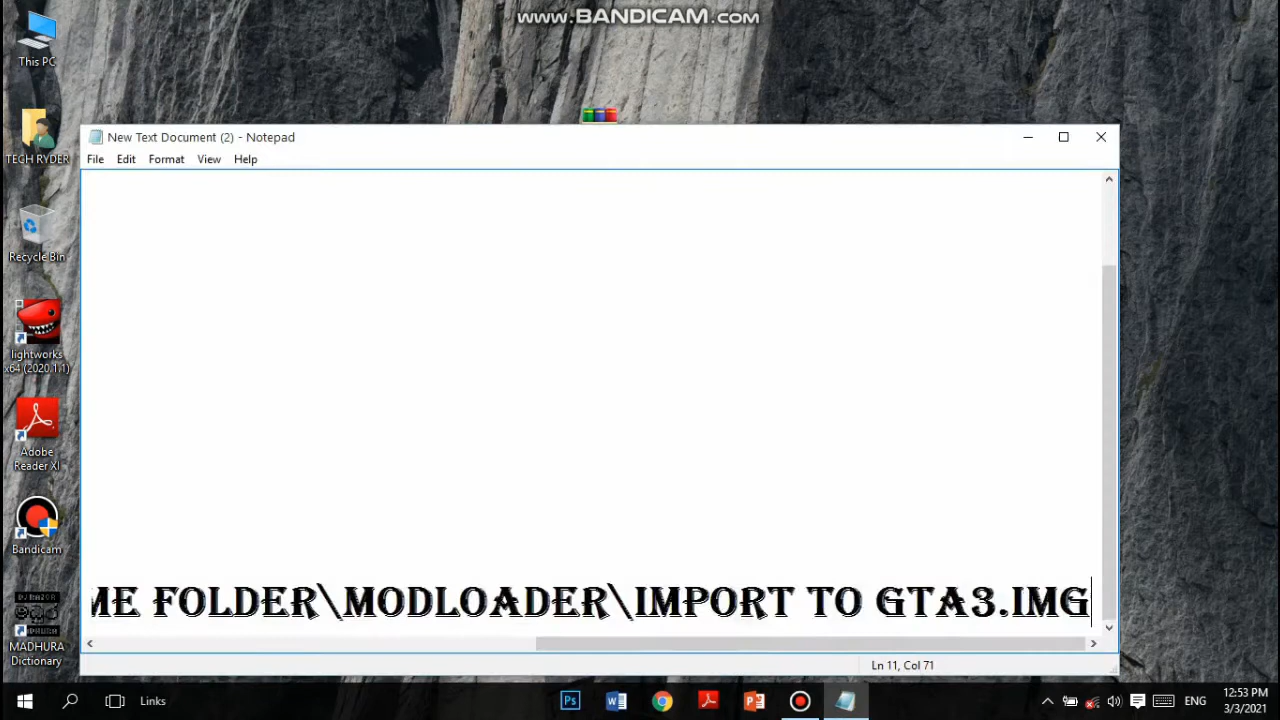 www.BANDICAM.com
This PC
TECH RYDER
Recycle Bin
lightworks
x64 (2020.1.1)
Adobe
Reader XI
Bandicam
MADHURA
Dictionary
New Text Document (2) - Notepad
File Edit Format View Help
ME FOLDER\MODLOADER\IMPORT TO GTA3.IMG
Ln 11, Col 71
Links
ENG
12:53 PM
3/3/2021